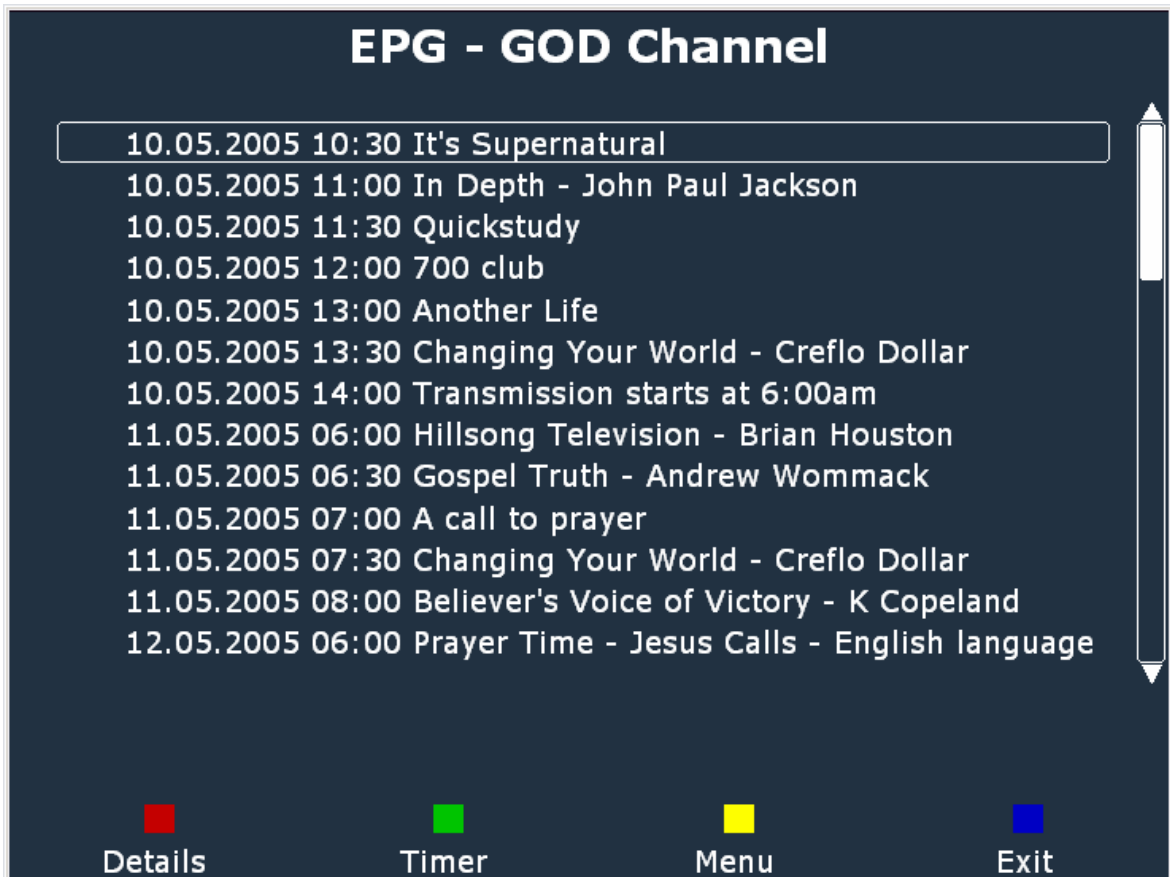 EPG - GOD Channel
10.05.2005 10:30 It's Supernatural
10.05.2005 11:00 In Depth - John Paul Jackson
10.05.2005 11:30 Quickstudy
10.05.2005 12:00 700 club
10.05.2005 13:00 Another Life
10.05.2005 13:30 Changing Your World - Creflo Dollar
10.05.2005 14:00 Transmission starts at 6:00am
11.05.2005 06:00 Hillsong Television - Brian Houston
11.05.2005 06:30 Gospel Truth - Andrew Wommack
11.05.2005 07:00 A call to prayer
11.05.2005 07:30 Changing Your World - Creflo Dollar
11.05.2005 08:00 Believer's Voice of Victory - K Copeland
12.05.2005 06:00 Prayer Time - Jesus Calls - English language
Details Timer Menu Exit